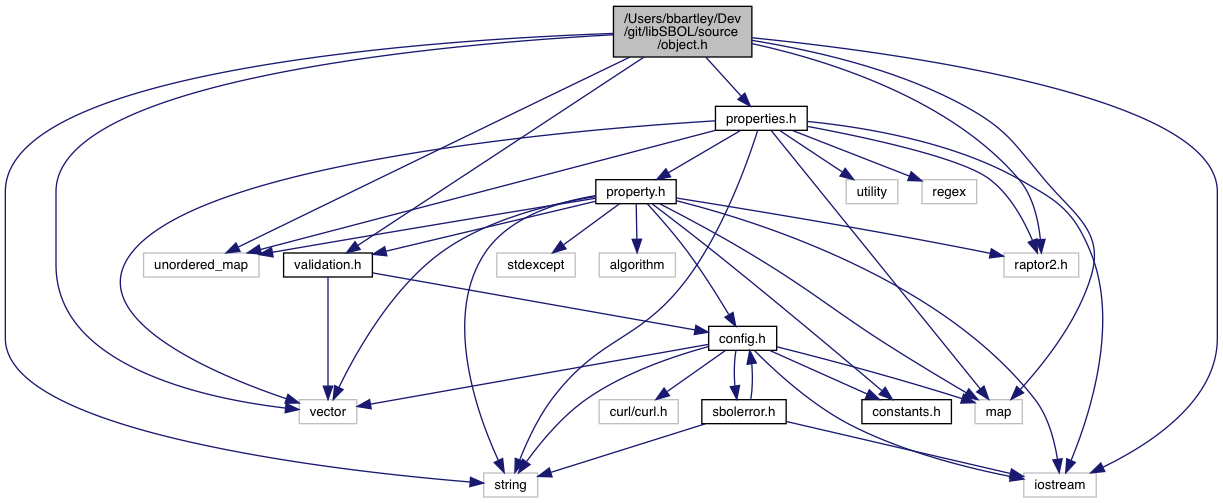 /Users/bbartley/Dev
/git/libSBOL/source
/object.h
properties.h
property.h
utility
regex
unordered_map
validation.h
stdexcept
algorithm
raptor2.h
config.h
vector
curl/curl.h
sbolerror.h
constants.h
map
string
iostream